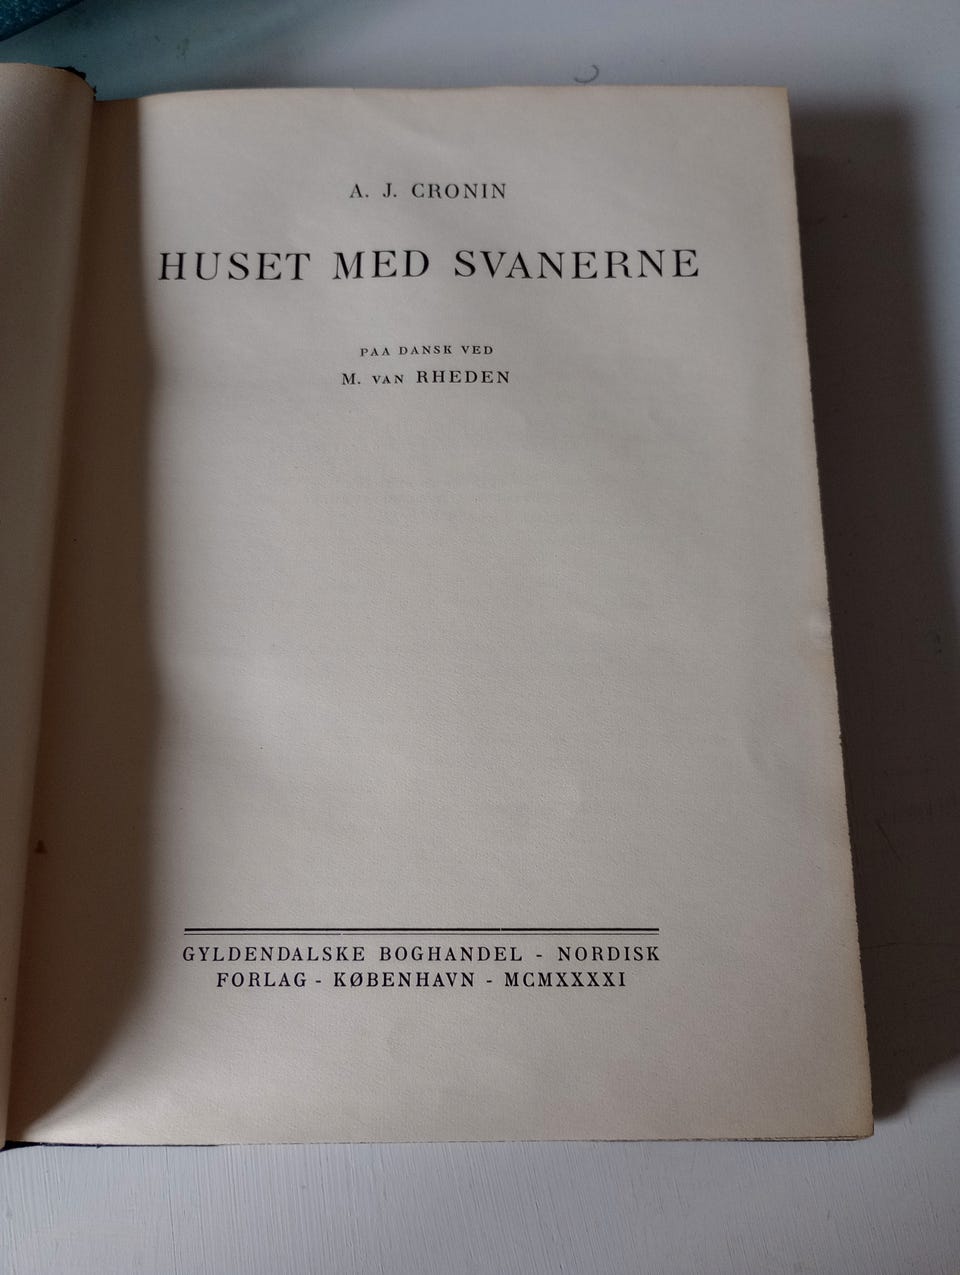 A. J. CRONIN
HUSET MED SVANERNE
PAA DANSK VED
M. VAN RHEDEN
GYLDENDALSKE BOGHANDEL - NORDISK
FORLAG - KØBENHAVN - MCMXXXXI